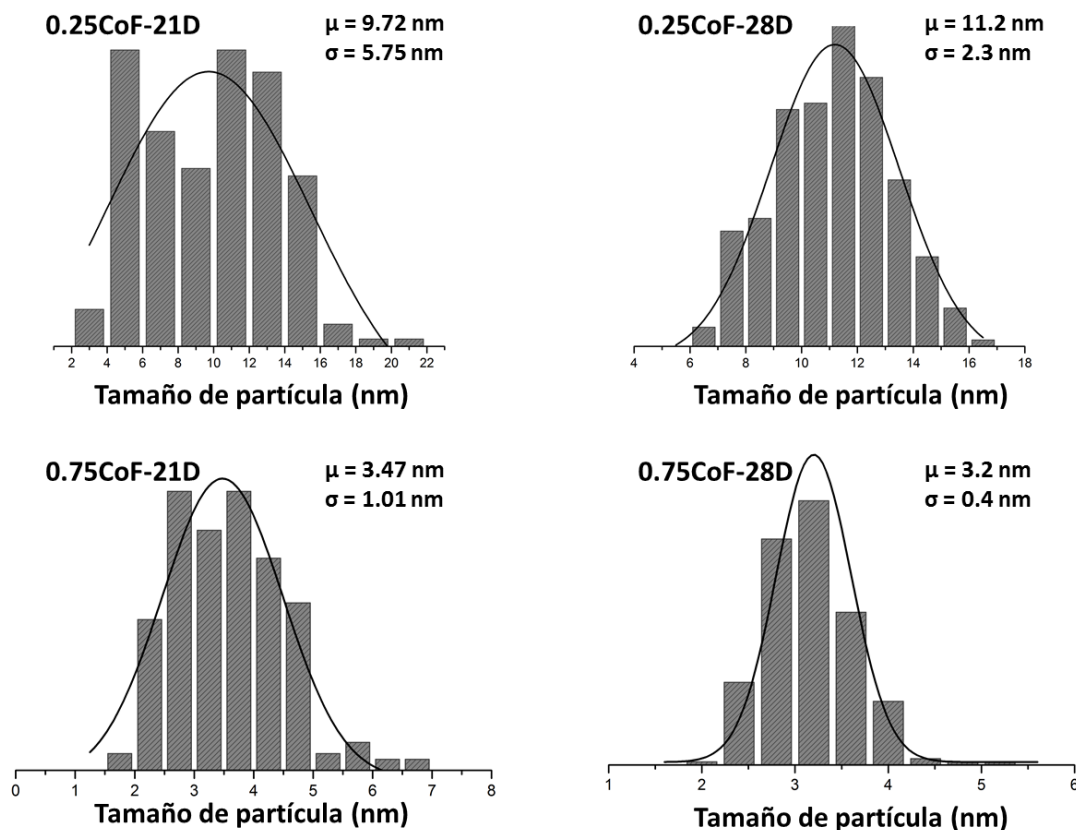 0.25CoF-21D
μ = 9.72 nm
σ = 5.75 nm
2 4 6 8 10 12 14 16 18 20 22
Tamaño de partícula (nm)
0.25CoF-28D
μ = 11.2 nm
σ = 2.3 nm
4 6 8 10 12 14 16 18
Tamaño de partícula (nm)
0.75CoF-21D
μ = 3.47 nm
σ = 1.01 nm
0 1 2 3 4 5 6 7 8
Tamaño de partícula (nm)
0.75CoF-28D
μ = 3.2 nm
σ = 0.4 nm
1 2 3 4 5 6
Tamaño de partícula (nm)